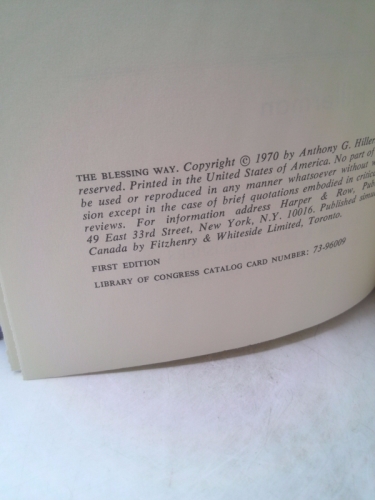 THE BLESSING WAY. Copyright © 1970 by Anthony G. Hiller
reserved. Printed in the United States of America. No part of
be used or reproduced in any manner whatsoever without w
sion except in the case of brief quotations embodied in critic
reviews. For information address Harper & Row, Publ
49 East 33rd Street, New York, N.Y. 10016. Published simu
Canada by Fitzhenry & Whiteside Limited, Toronto.
FIRST EDITION
LIBRARY OF CONGRESS CATALOG CARD NUMBER: 73-96009